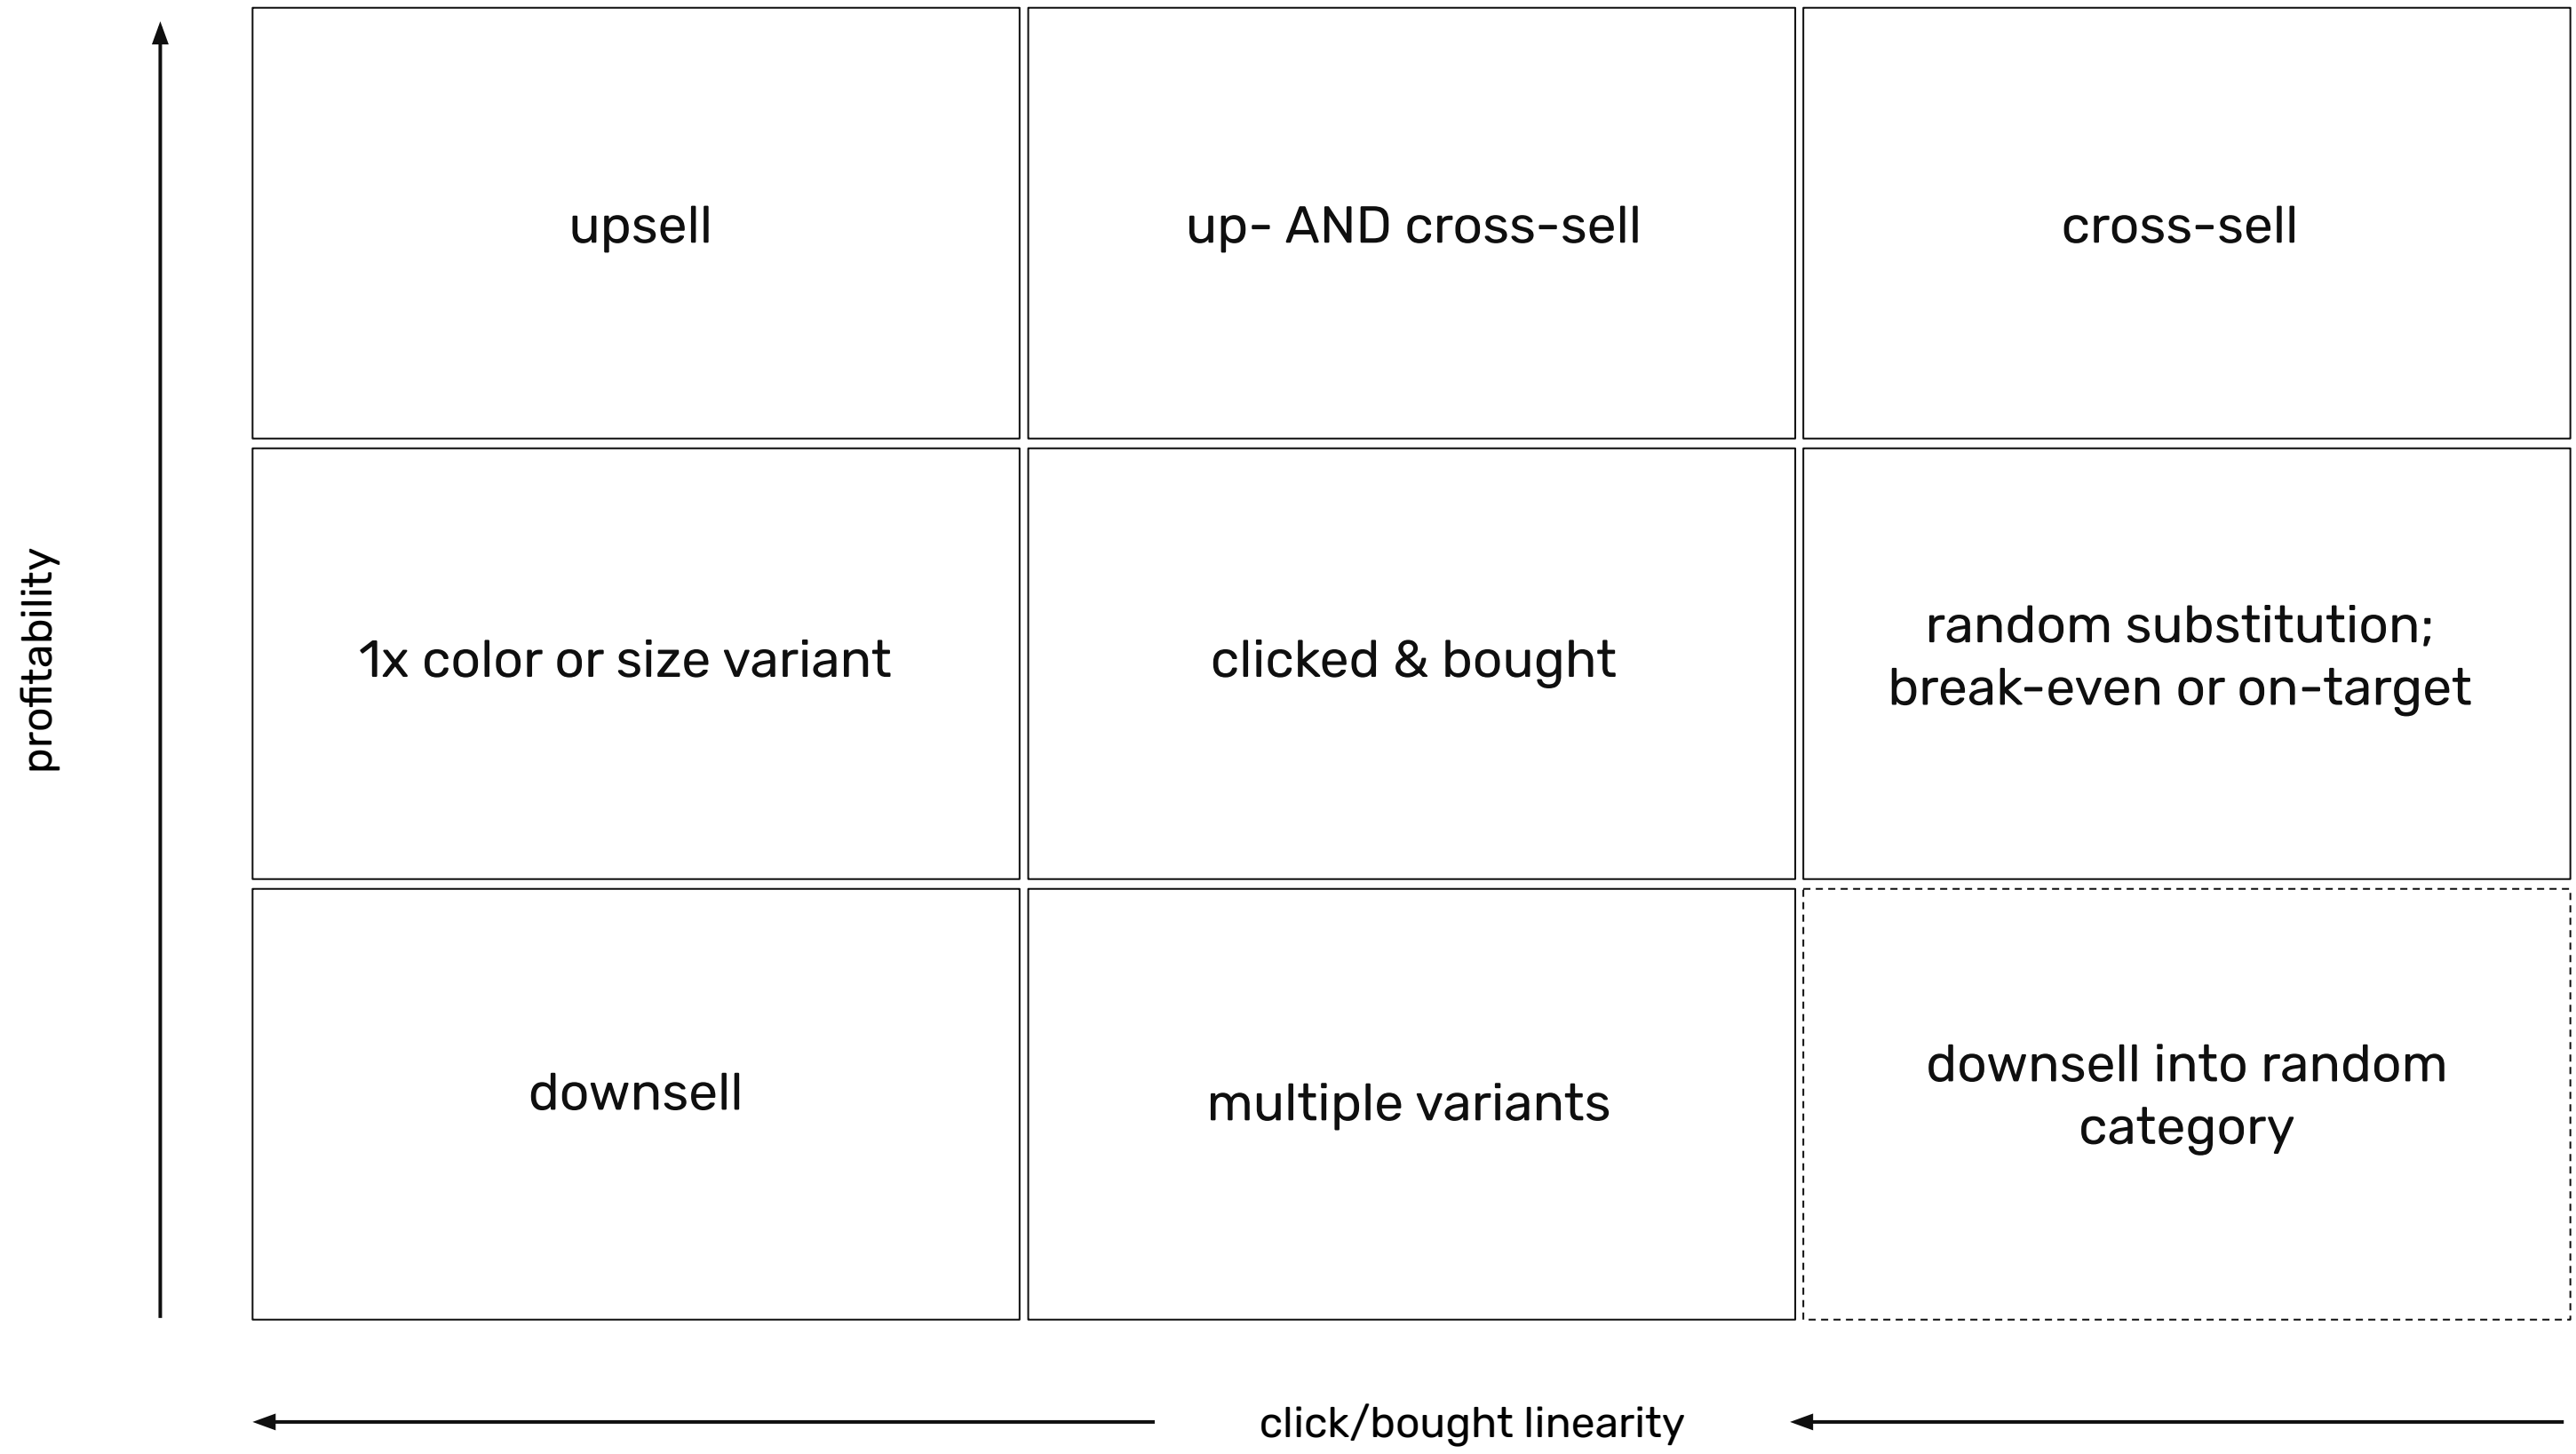 upsell
up- AND cross-sell
cross-sell
profitability
1x color or size variant
clicked & bought
random substitution;
break-even or on-target
downsell
multiple variants
downsell into random
category
click/bought linearity